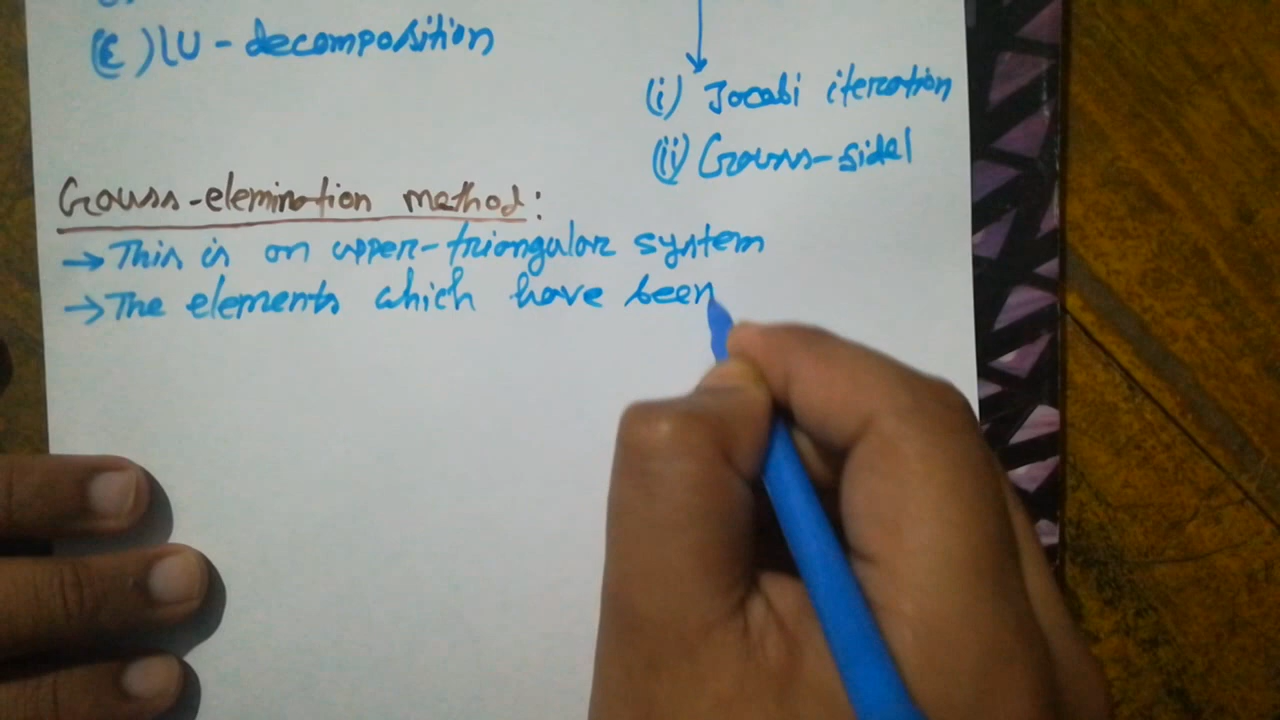 (c) LU - decomposition
(i) Jocabi iteration
(ii) Gauss-sidel
Gauss-elemination method:
→ This is an upper-triangular system
→ The elements which have been